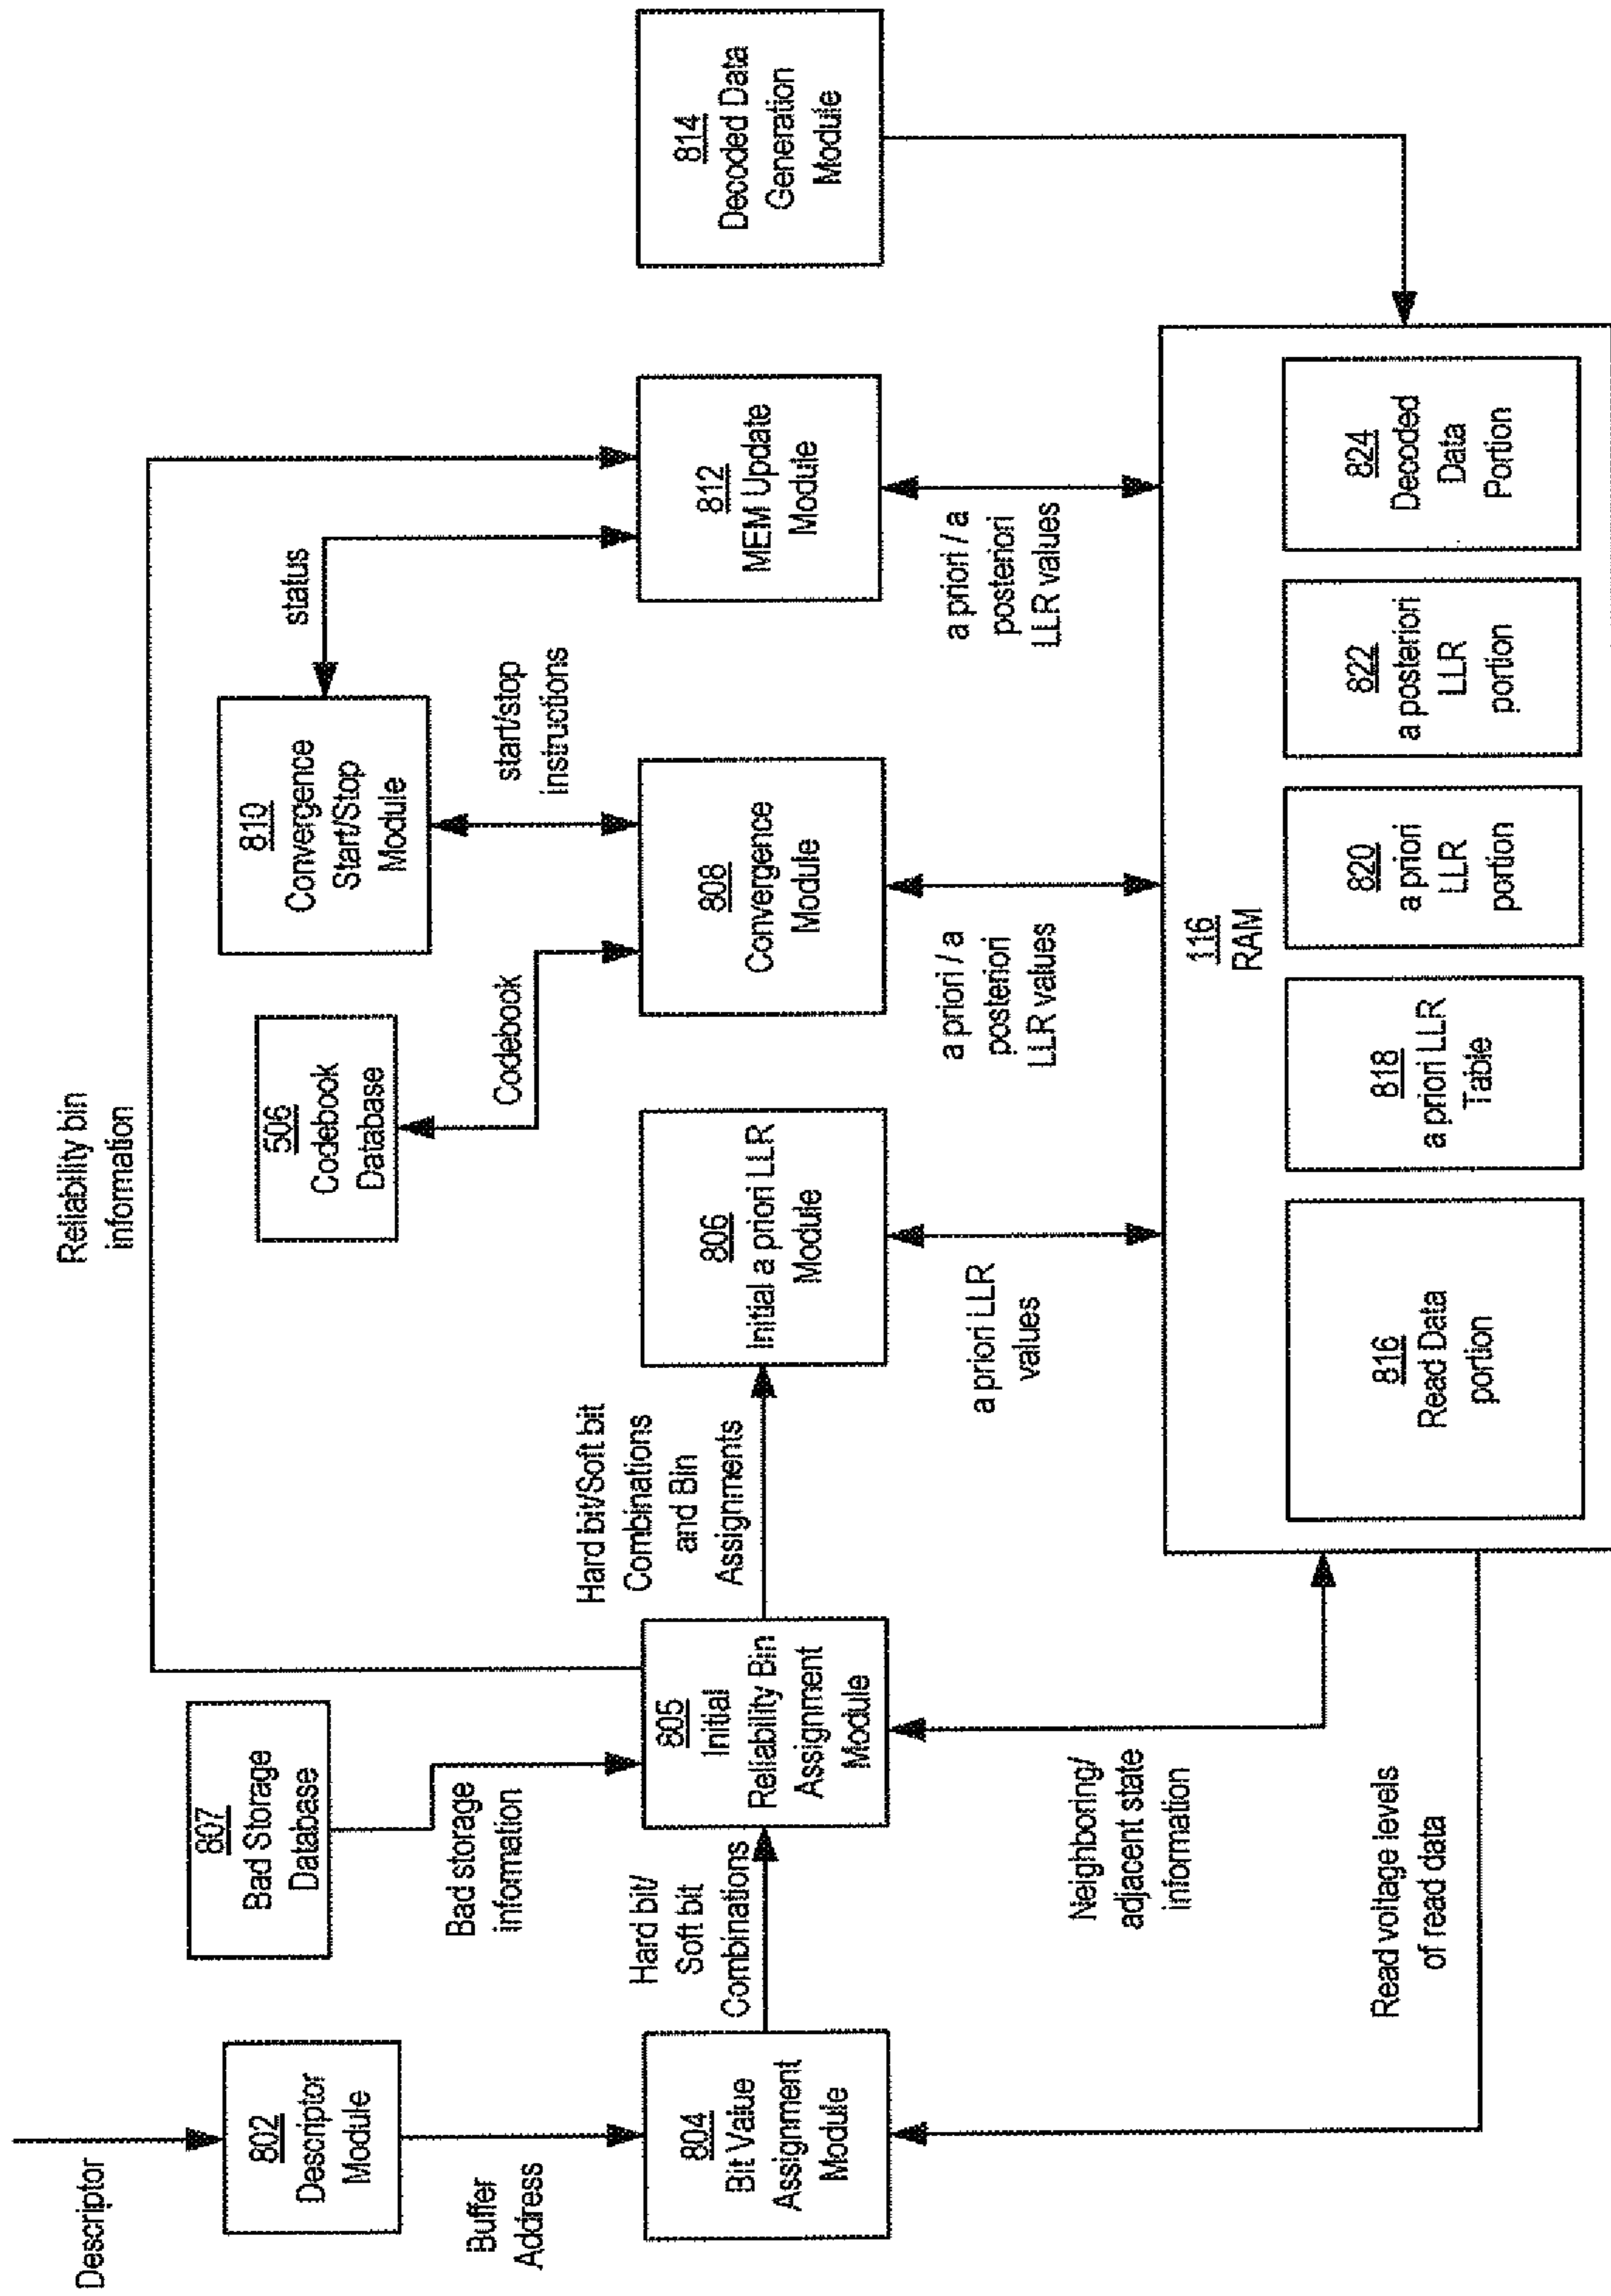 Descriptor
802
Descriptor
Module
Buffer
Address
804
Bit Value
Assignment
Module
Hard bit/
Soft bit
Combinations
807
Bad Storage
Database
Bad storage
information
805
Initial
Reliability Bin
Assignment
Module
Reliability bin
information
Hard bit/Soft bit
Combinations
and Bin
Assignments
806
Initial a priori LLR
Module
506
Codebook
Database
Codebook
808
Convergence
Module
810
Convergence
Start/Stop
Module
start/stop
instructions
status
812
MEM Update
Module
814
Decoded Data
Generation
Module
Read voltage levels
of read data
Neighboring/
adjacent state
information
a priori LLR
values
a priori / a
posteriori
LLR values
a priori / a
posteriori
LLR values
116
RAM
816
Read Data
portion
818
a priori LLR
Table
820
a priori
LLR
portion
822
a posteriori
LLR
portion
824
Decoded
Data
Portion